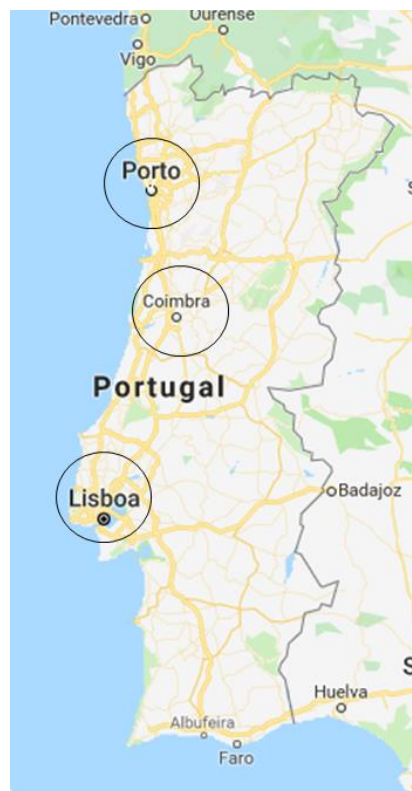 Pontevedra
Ourense
Vigo
Porto
Coimbra
Portugal
Lisboa
Badajoz
S
Huelva
Albufeira
Faro